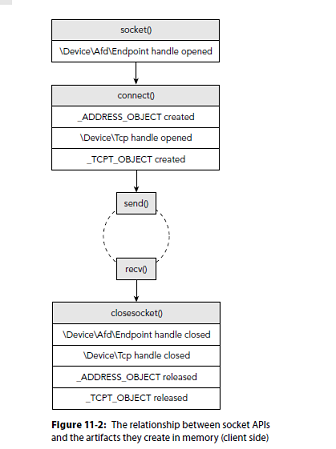 socket()
\Device\Afd\Endpoint handle opened
connect()
_ADDRESS_OBJECT created
\Device\Tcp handle opened
_TCPT_OBJECT created
send()
recv()
closesocket()
\Device\Afd\Endpoint handle closed
\Device\Tcp handle closed
_ADDRESS_OBJECT released
_TCPT_OBJECT released
Figure 11-2: The relationship between socket APIs
and the artifacts they create in memory (client side)